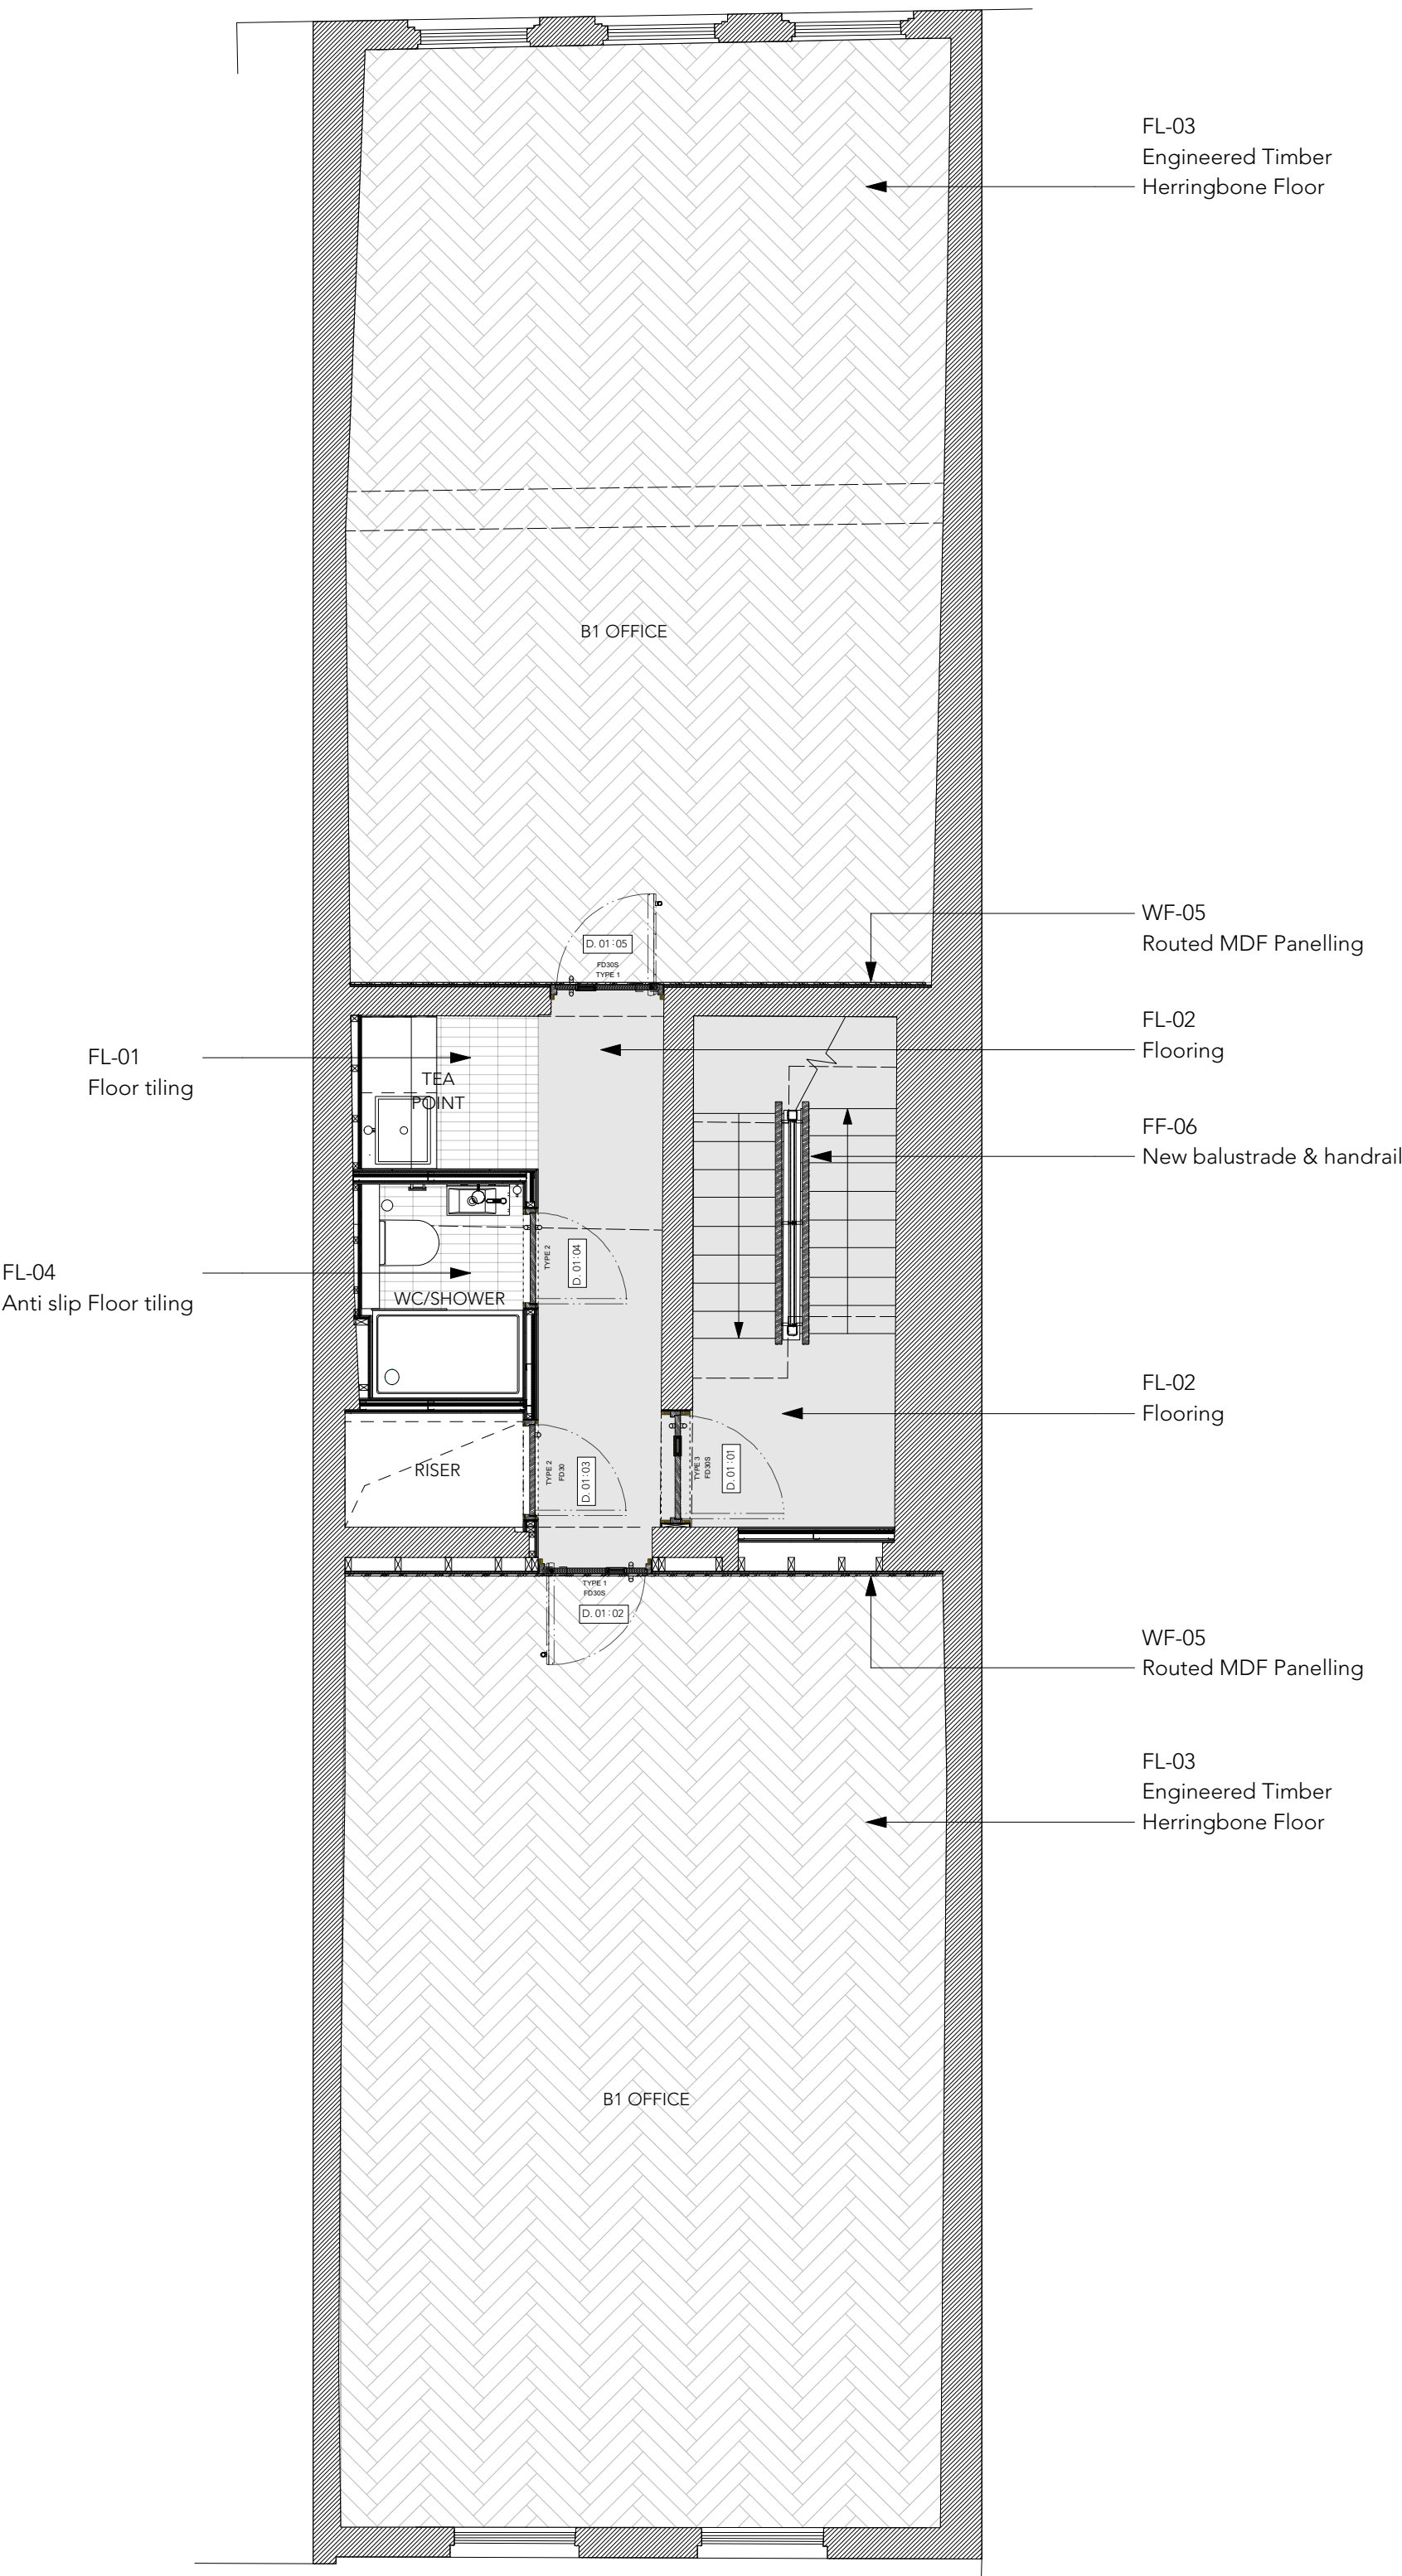 FL-03
Engineered Timber
Herringbone Floor
B1 OFFICE
WF-05
Routed MDF Panelling
D. 01:05
FD30S
TYPE 1
FL-02
Flooring
FL-01
Floor tiling
TEA
POINT
FF-06
New balustrade & handrail
TYPE 2
D. 01:04
FL-04
Anti slip Floor tiling
WC/SHOWER
FL-02
Flooring
RISER
TYPE 2
FD30
D. 01:03
TYPE 3
FD30S
D. 01:01
TYPE 1
FD30S
D. 01:02
WF-05
Routed MDF Panelling
FL-03
Engineered Timber
Herringbone Floor
B1 OFFICE